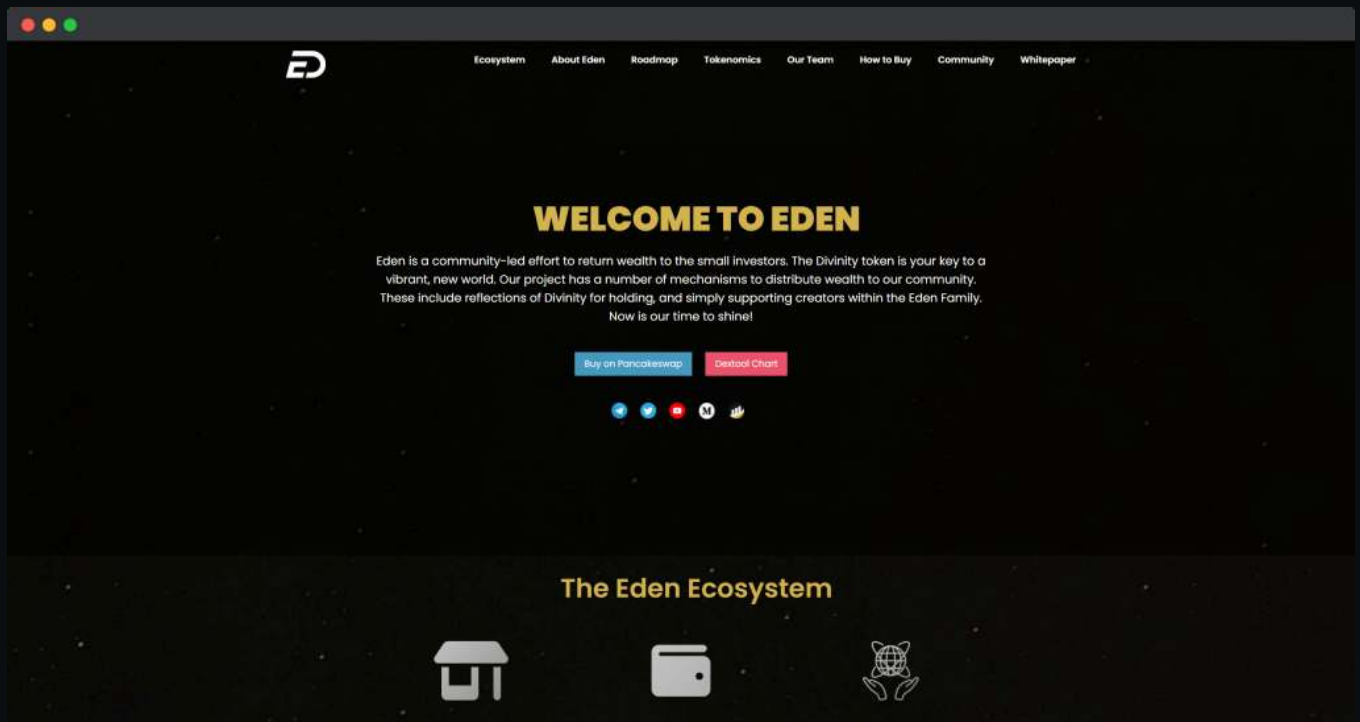 ED
Ecosystem About Eden Roadmap Tokenomics Our Team How to Buy Community Whitepaper
WELCOME TO EDEN
Eden is a community-led effort to return wealth to the small investors. The Divinity token is your key to a
vibrant, new world. Our project has a number of mechanisms to distribute wealth to our community.
These include reflections of Divinity for holding, and simply supporting creators within the Eden Family.
Now is our time to shine!
Buy on Pancakeswap Dextool Chart
M
The Eden Ecosystem